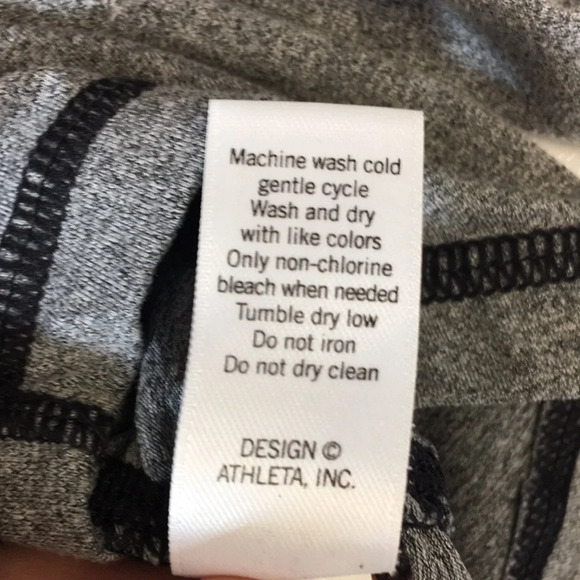 Machine wash cold
gentle cycle
Wash and dry
with like colors
Only non-chlorine
bleach when needed
Tumble dry low
Do not iron
Do not dry clean
DESIGN ©
ATHLETA, INC.